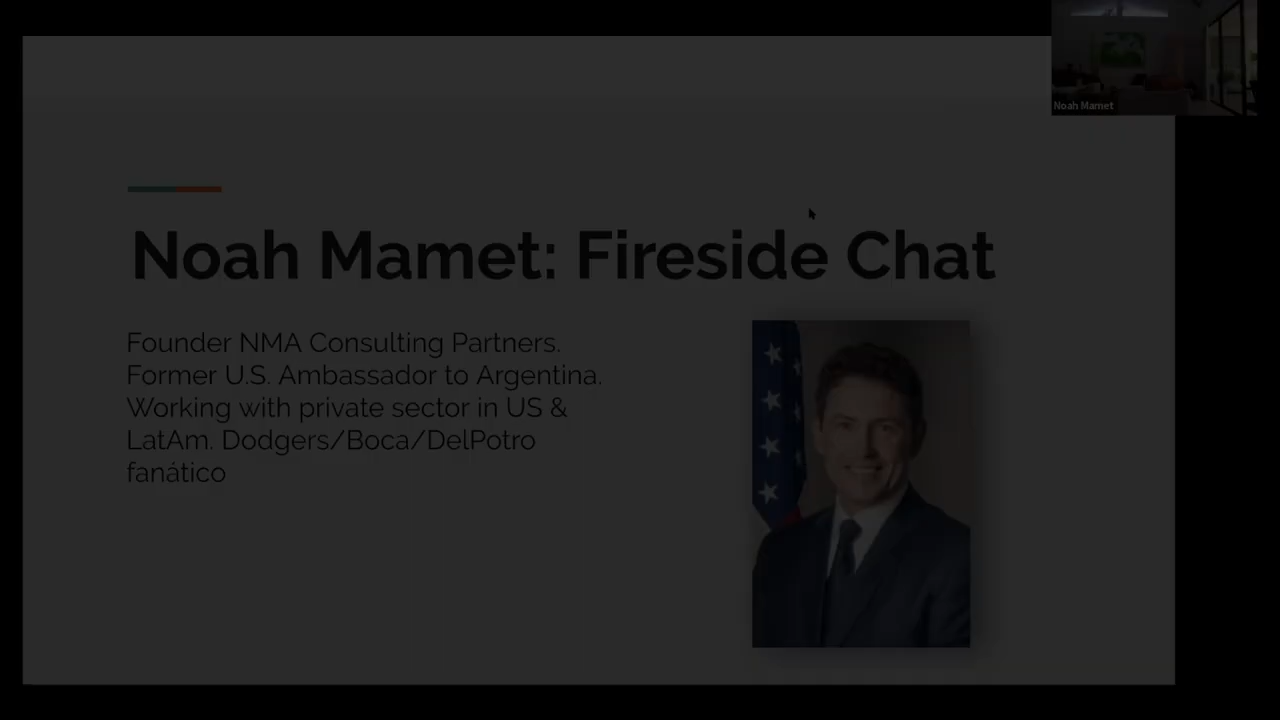 Noah Mamet
Noah Mamet: Fireside Chat
Founder NMA Consulting Partners.
Former U.S. Ambassador to Argentina.
Working with private sector in US &
LatAm. Dodgers/Boca/DelPotro
fanático